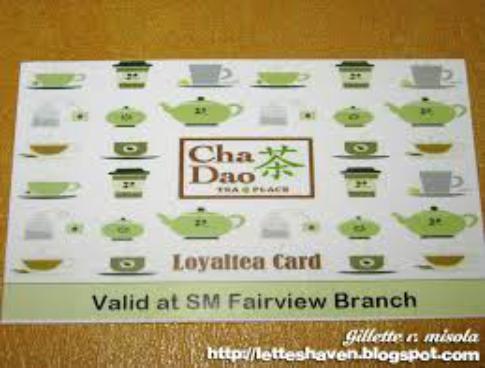 Cha
Dao
茶
TEA @ PLACE
Loyaltea Card
Valid at SM Fairview Branch
Gillette r. misola
http://letteshaven.blogspot.com